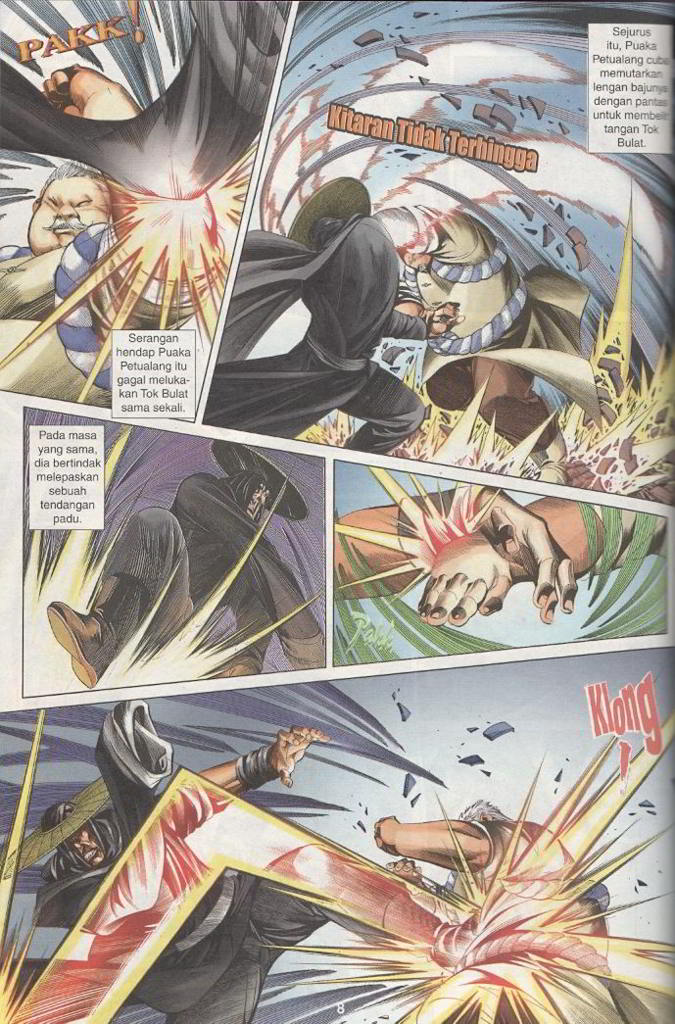 PAKK!
Serangan
hendap Puaka
Petualang itu
gagal meluka-
kan Tok Bulat
sama sekali.
Sejurus
itu, Puaka
Petualang cuba
memutarkan
lengan bajunya
dengan pantas
untuk membelit
tangan Tok
Bulat.
Kitaran Tidak Terhingga
Pada masa
yang sama,
dia bertindak
melepaskan
sebuah
tendangan
padu.
Pakk
Klong!
8